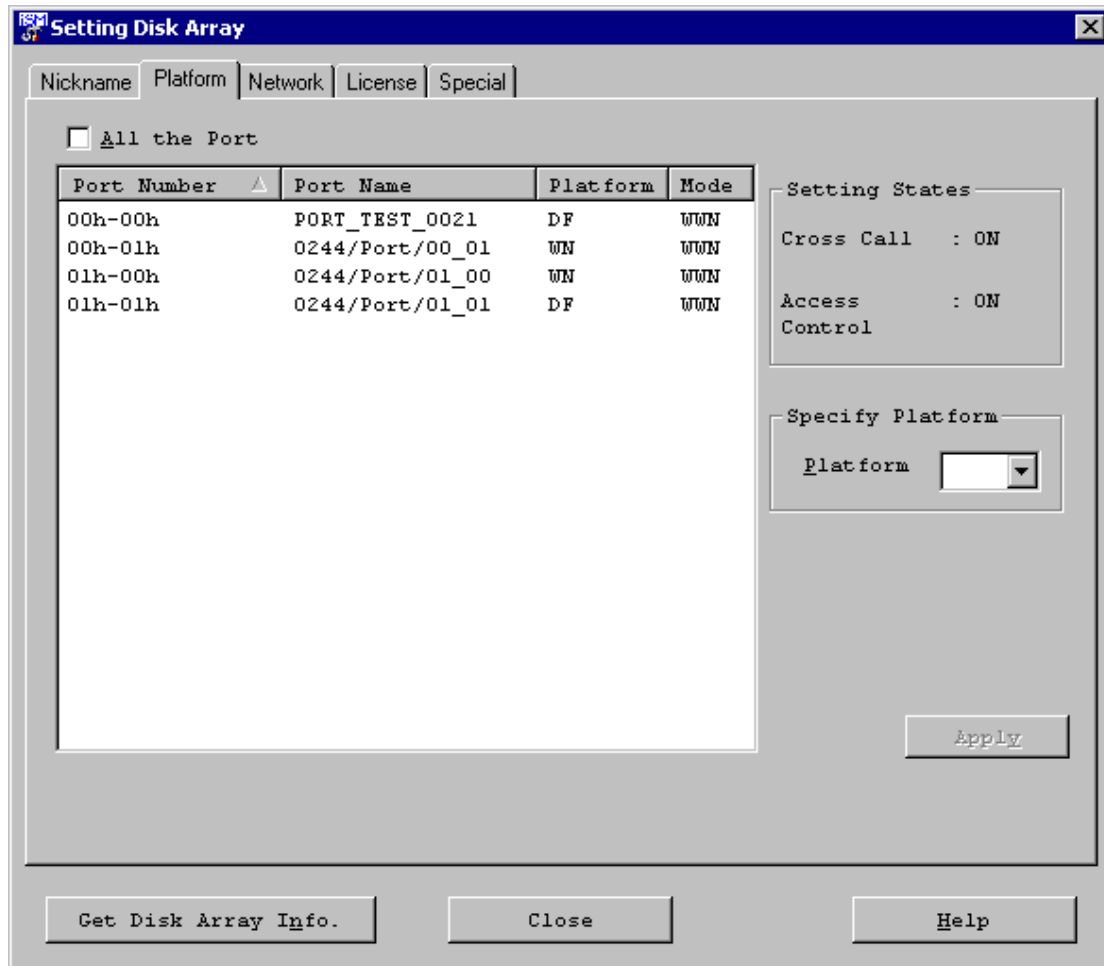 Setting Disk Array
Nickname Platform Network License Special
All the Port
Port Number Port Name Platform Mode
00h-00h PORT_TEST_0021 DF WWN
00h-01h 0244/Port/00_01 WN WWN
01h-00h 0244/Port/01_00 WN WWN
01h-01h 0244/Port/01_01 DF WWN
Setting States
Cross Call : ON
Access : ON
Control
Specify Platform
Platform
Apply
Get Disk Array Info. Close Help